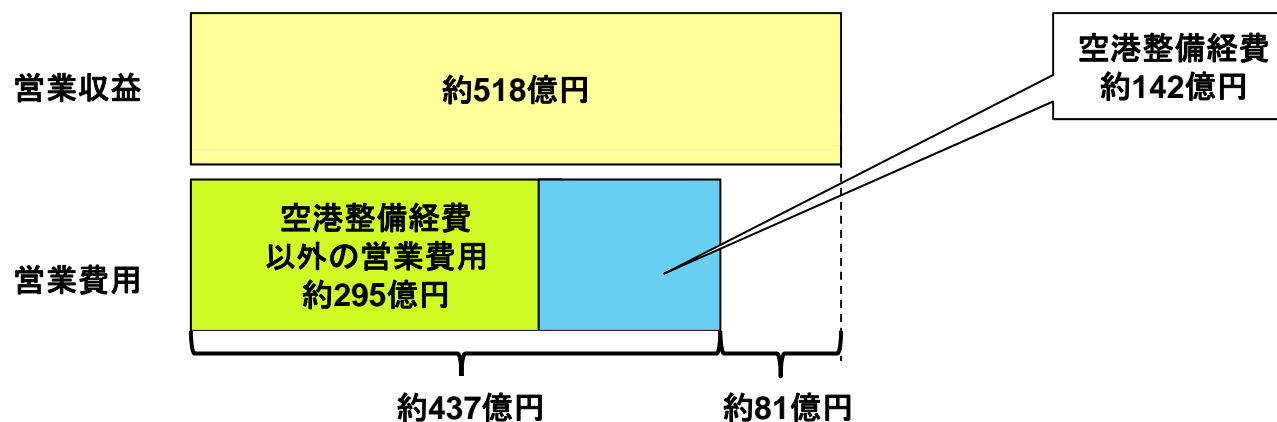 営業収益
約518億円
空港整備経費
約142億円
営業費用
空港整備経費
以外の営業費用
約295億円
約437億円
約81億円